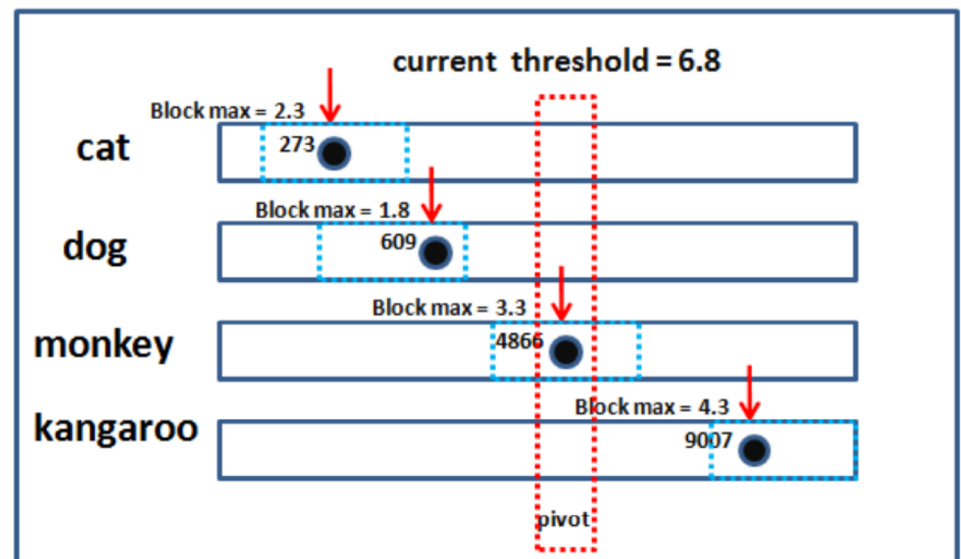 current threshold = 6.8
Block max = 2.3
cat
273
Block max = 1.8
dog
609
Block max = 3.3
monkey
4866
Block max = 4.3
kangaroo
9007
pivot